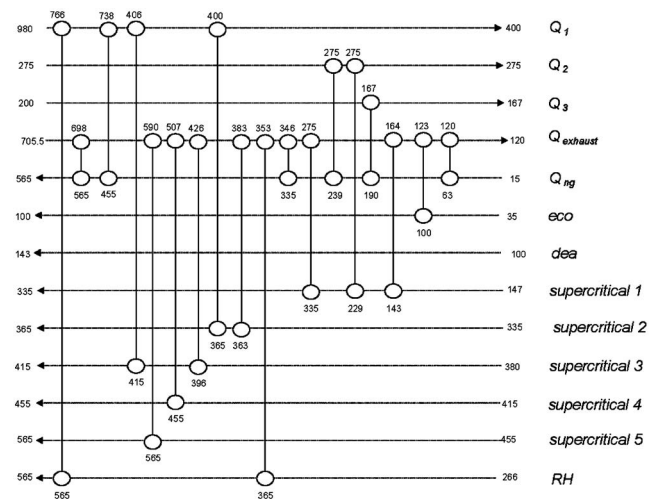 766 738 406 400
980 400 Q1
275 275
275 275 Q2
167
200 167 Q3
698 590 507 426 383 353 346 275 164 123 120
705.5 120 Qexhaust
565 15 Qng
565 455 335 239 190 63
100 35 eco
100
143 100 dea
335 147 supercritical 1
335 229 143
365 335 supercritical 2
365 363
415 380 supercritical 3
415 396
455 415 supercritical 4
455
565 455 supercritical 5
565
565 266 RH
565 365